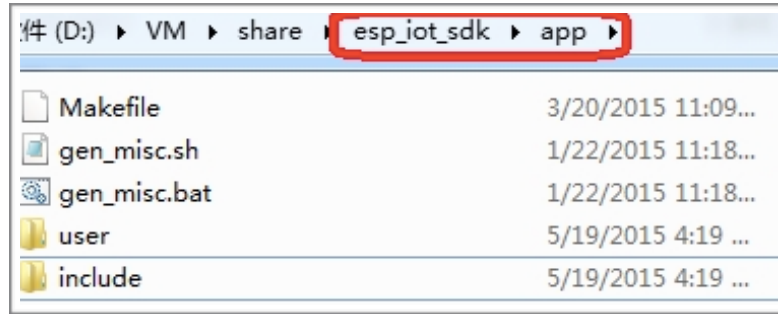 件 (D:) ▸ VM ▸ share ▸ esp_iot_sdk ▸ app ▸
Makefile 3/20/2015 11:09...
gen_misc.sh 1/22/2015 11:18...
gen_misc.bat 1/22/2015 11:18...
user 5/19/2015 4:19 ...
include 5/19/2015 4:19 ...